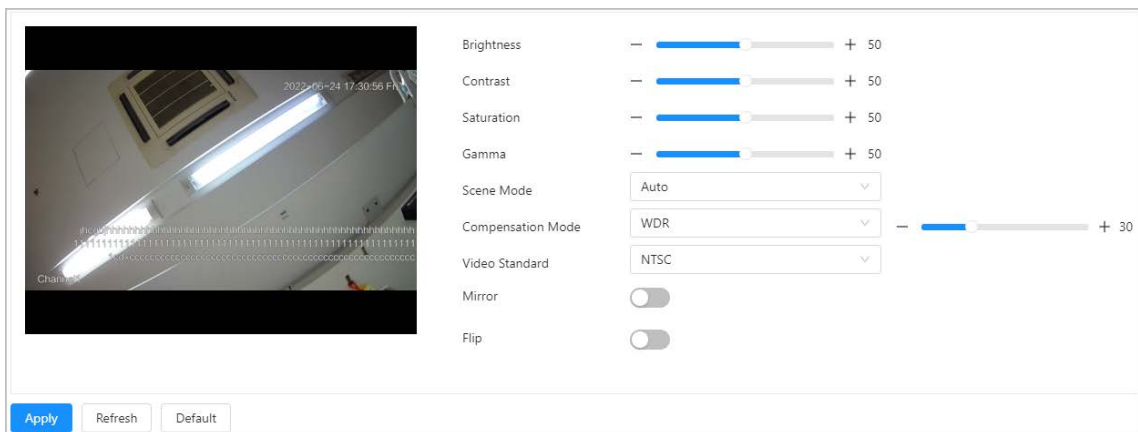 2022-06-24 17:30:56 Fri
Channel1
Brightness
50
Contrast
50
Saturation
50
Gamma
50
Scene Mode
Auto
Compensation Mode
WDR
30
Video Standard
NTSC
Mirror
Flip
Apply
Refresh
Default